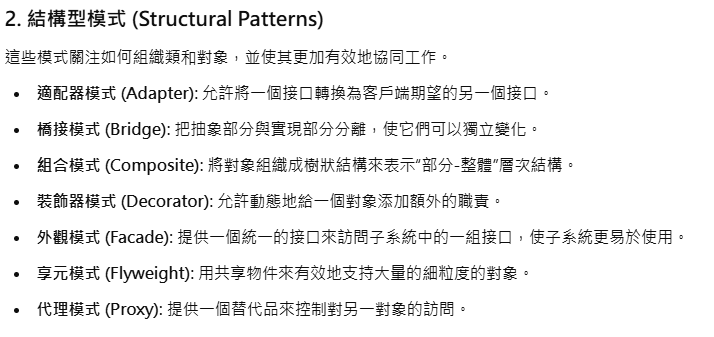 2. 結構型模式 (Structural Patterns)
這些模式關注如何組織類和對象，並使其更加有效地協同工作。
• 適配器模式 (Adapter): 允許將一個接口轉換為客戶端期望的另一個接口。
• 橋接模式 (Bridge): 把抽象部分與實現部分分離，使它們可以獨立變化。
• 組合模式 (Composite): 將對象組織成樹狀結構來表示“部分-整體”層次結構。
• 裝飾器模式 (Decorator): 允許動態地給一個對象添加額外的職責。
• 外觀模式 (Facade): 提供一個統一的接口來訪問子系統中的一組接口，使子系統更易於使用。
• 享元模式 (Flyweight): 用共享物件來有效地支持大量的細粒度的對象。
• 代理模式 (Proxy): 提供一個替代品來控制對另一對象的訪問。